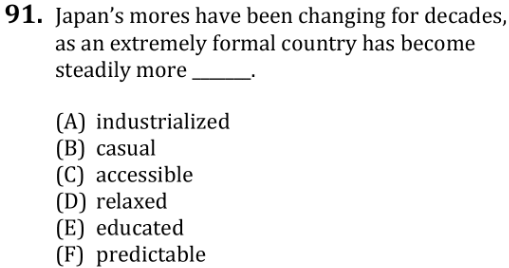 91. Japan’s mores have been changing for decades,
as an extremely formal country has become
steadily more _______.
(A) industrialized
(B) casual
(C) accessible
(D) relaxed
(E) educated
(F) predictable